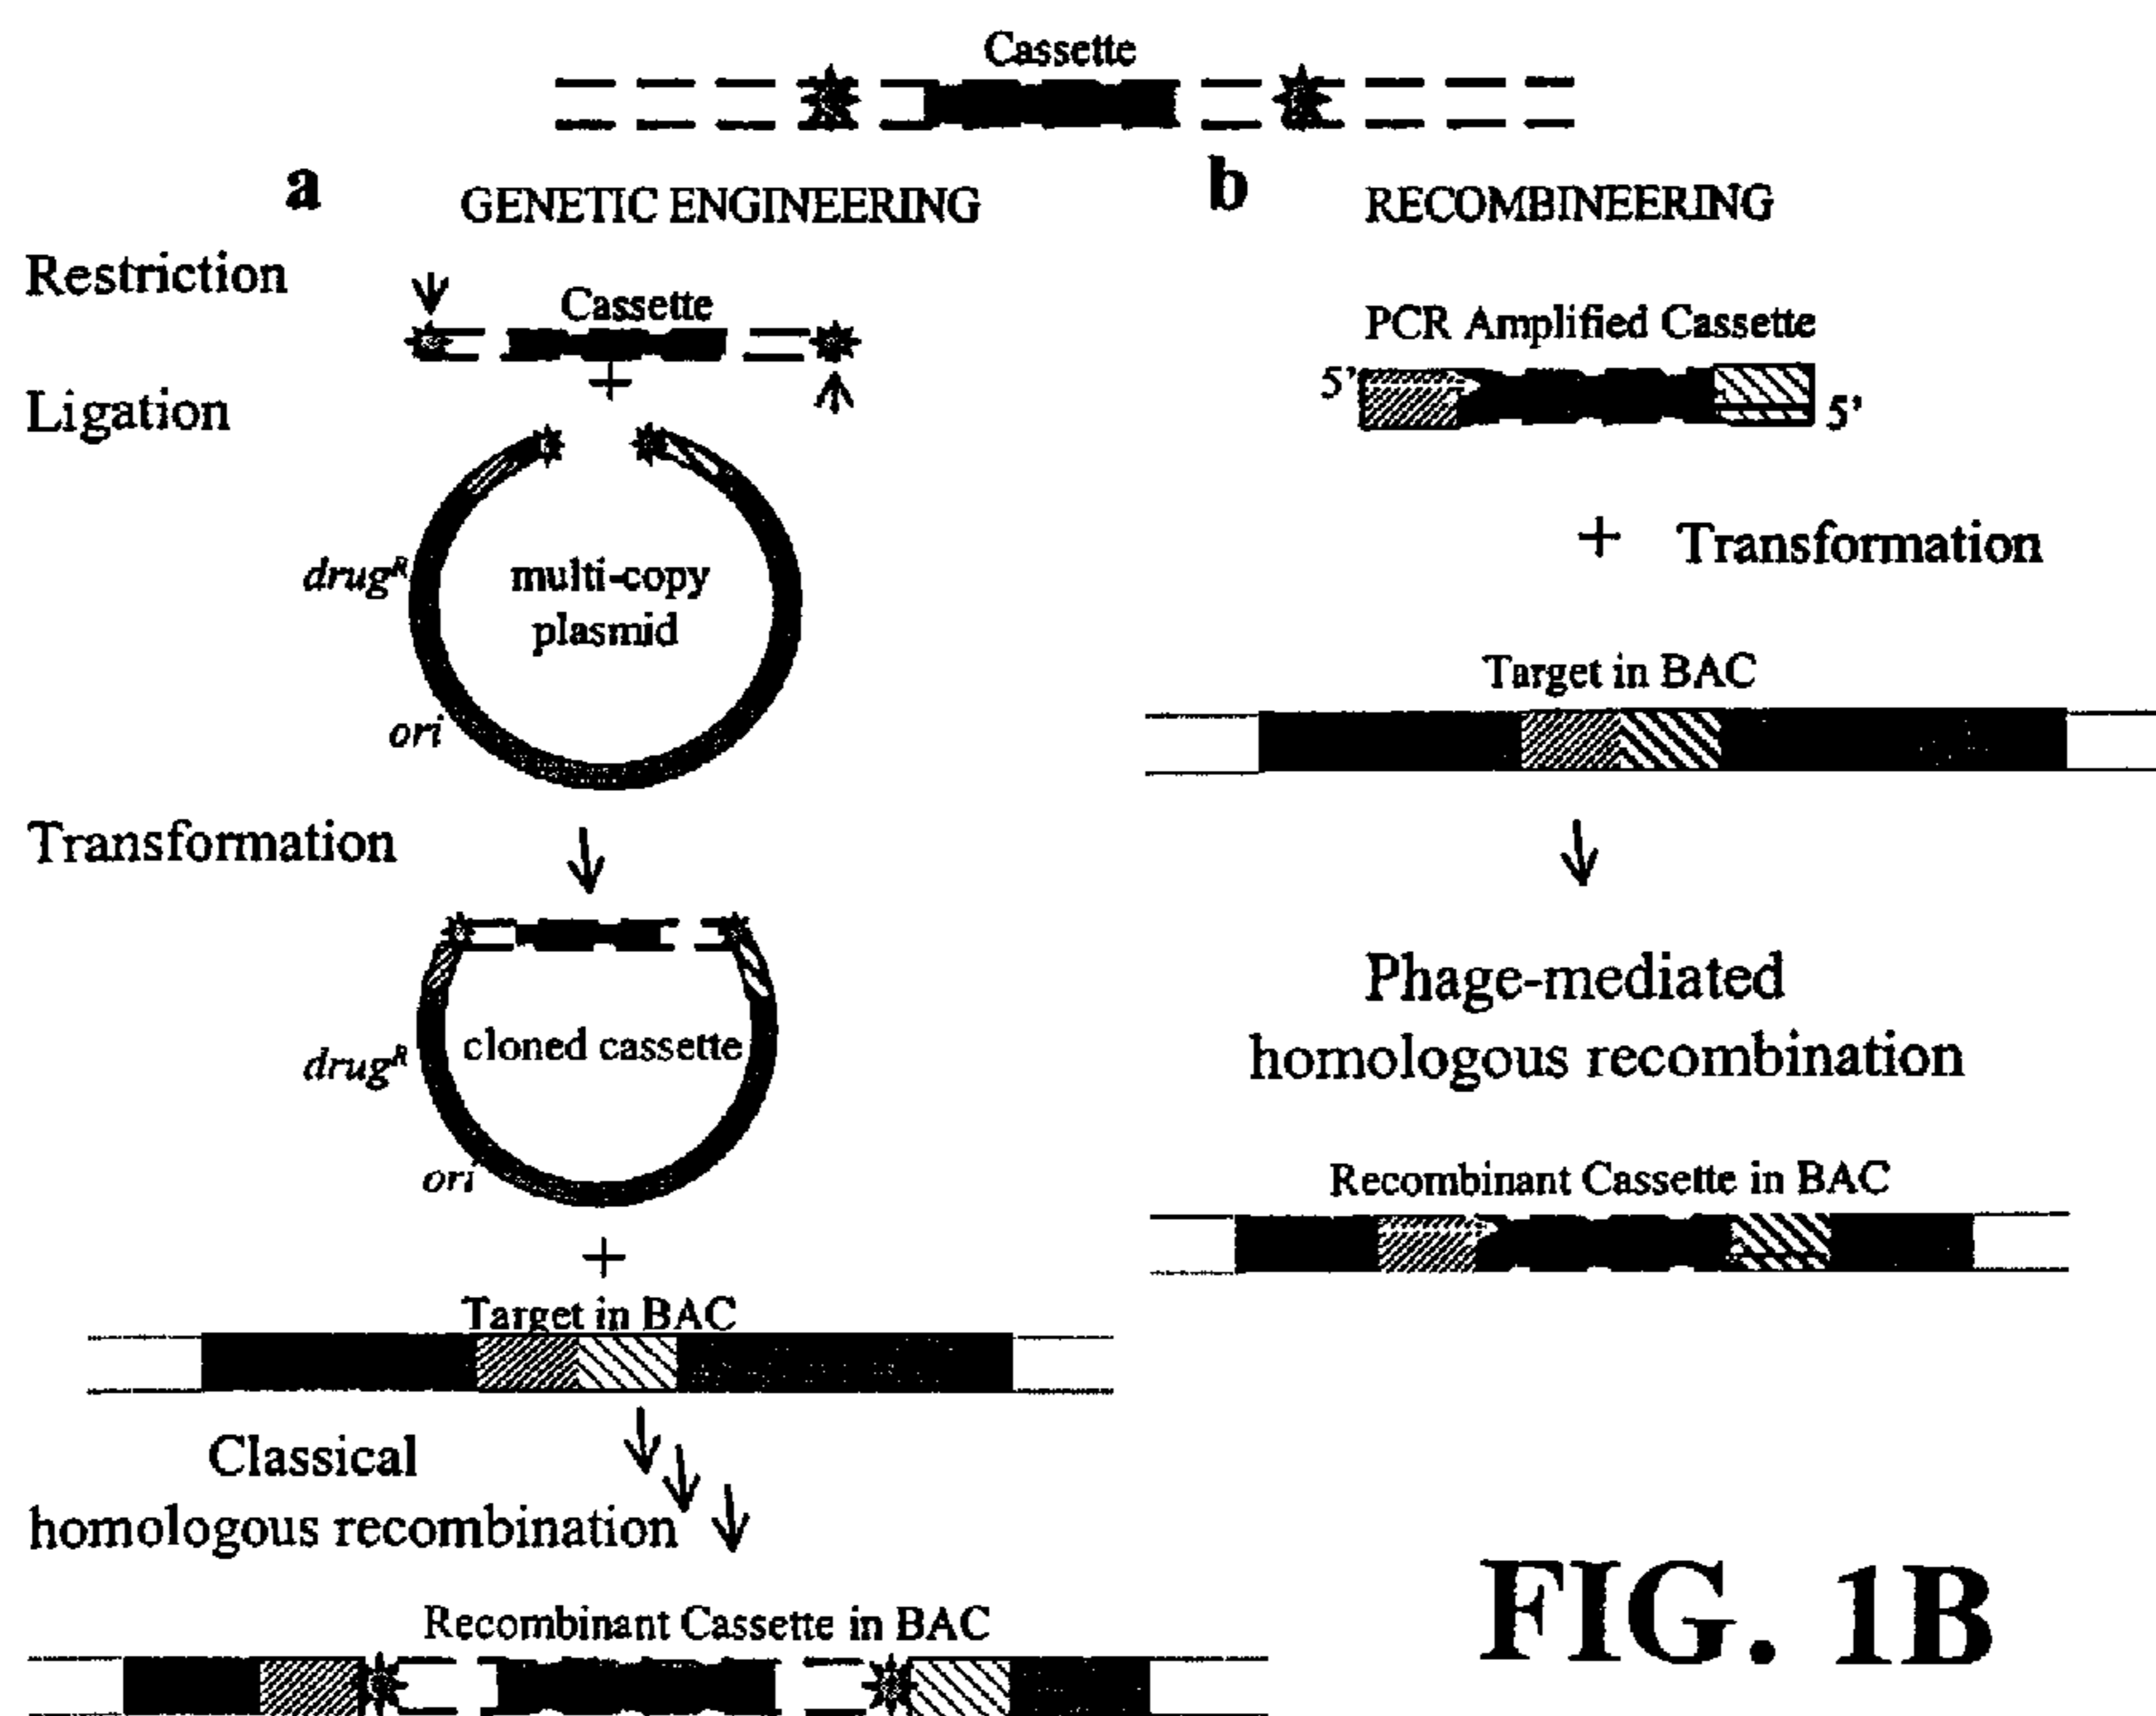 Cassette
a
GENETIC ENGINEERING
Restriction
Cassette
+
Ligation
drugR
multi-copy
plasmid
ori
Transformation
cloned cassette
drugR
ori
+
Target in BAC
Classical
homologous recombination
Recombinant Cassette in BAC
b
RECOMBINEERING
PCR Amplified Cassette
5'
5'
+ Transformation
Target in BAC
Phage-mediated
homologous recombination
Recombinant Cassette in BAC
FIG. 1B